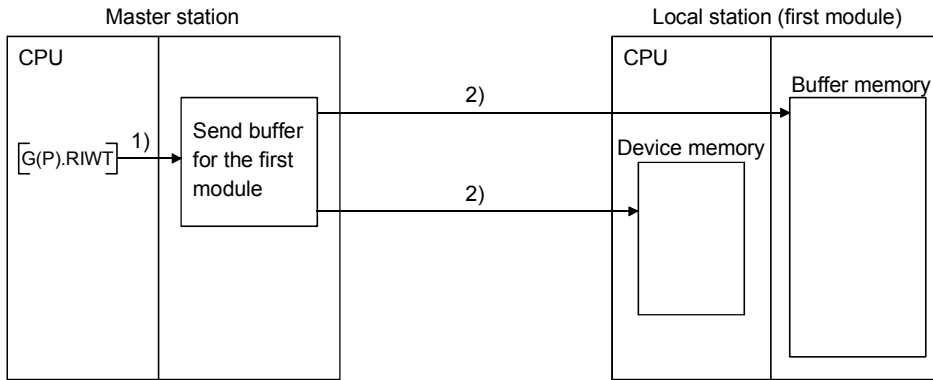 Master station
Local station (first module)
CPU
CPU
Buffer memory
2)
1)
Send buffer
for the first
module
G(P).RIWT
Device memory
2)